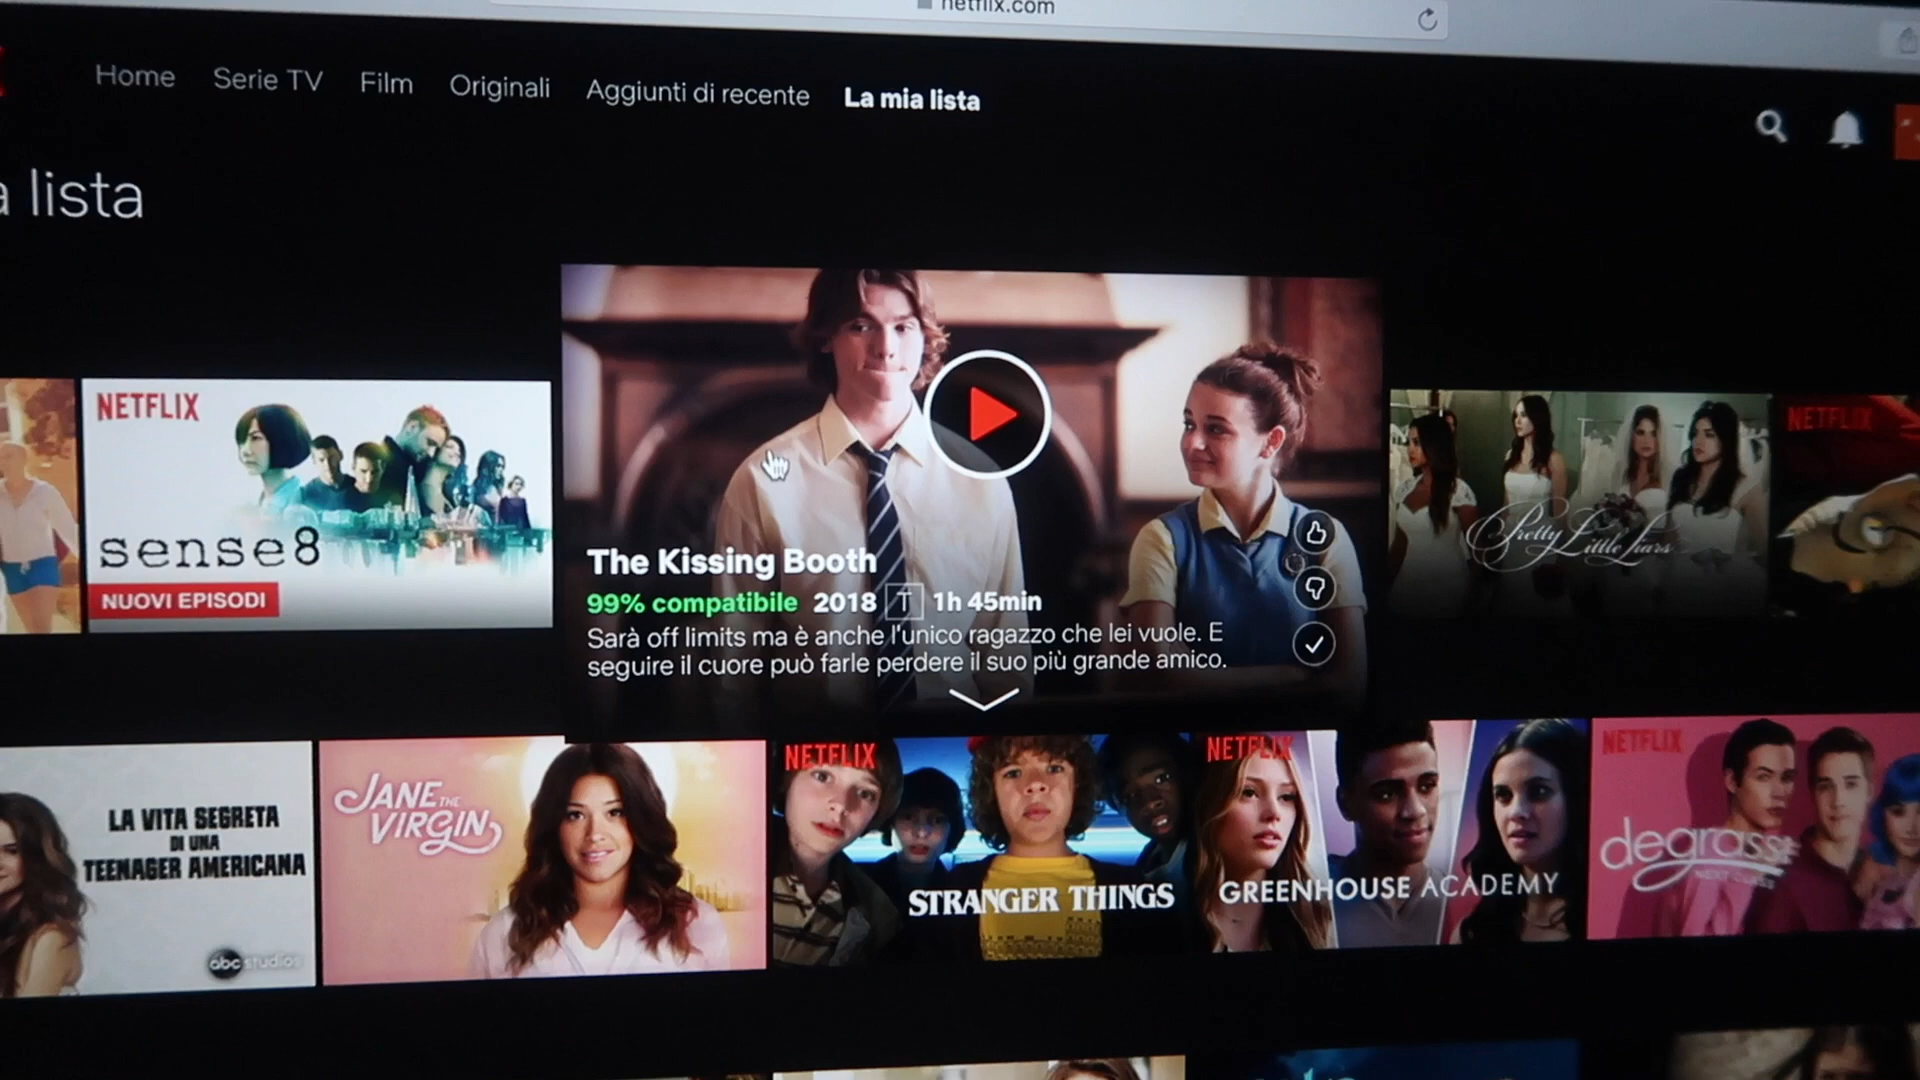 netflix.com
Home Serie TV Film Originali Aggiunti di recente La mia lista
a lista
NETFLIX
sense8
NUOVI EPISODI
The Kissing Booth
99% compatibile 2018 T 1h 45min
Sarà off limits ma è anche l'unico ragazzo che lei vuole. E
seguire il cuore può farle perdere il suo più grande amico.
Pretty Little Liars
NETFLIX
LA VITA SEGRETA
DI UNA
TEENAGER AMERICANA
abc studios
JANE THE
VIRGIN
NETFLIX
STRANGER THINGS
NETFLIX
GREENHOUSE ACADEMY
NETFLIX
degrassi
NEXT CLASS